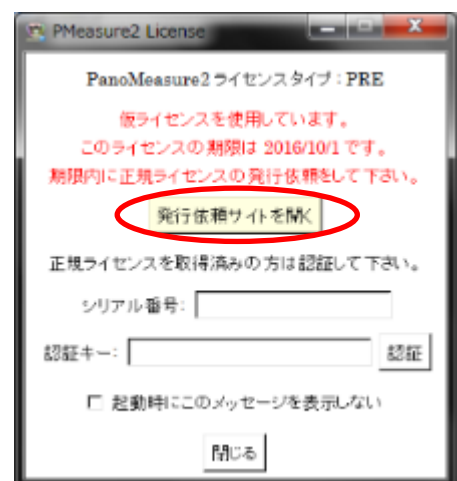 PMeasure2 License
PanoMeasure2 ライセンスタイプ : PRE
仮ライセンスを使用しています。
このライセンスの期限は 2016/10/1 です。
期限内に正規ライセンスの発行依頼をして下さい。
発行依頼サイトを開く
正規ライセンスを取得済みの方は認証して下さい。
シリアル番号:
認証キー: 認証
起動時にこのメッセージを表示しない
閉じる